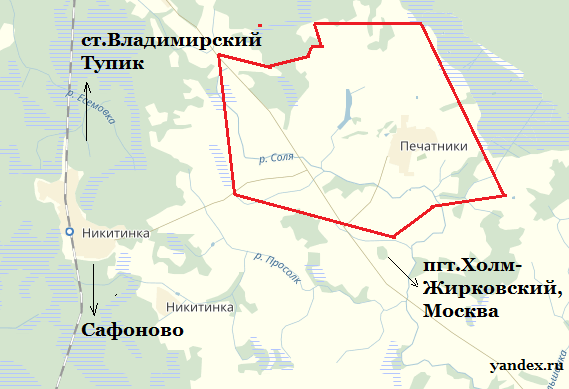 ст.Владимирский
Тупик
р. Есемовка
р. Соля
Печатники
Никитинка
р. Просолк
пгт.Холм-
Жирковский,
Москва
Никитинка
Сафоново
yandex.ru